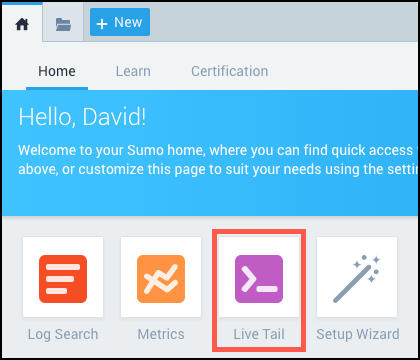 + New
Home Learn Certification
Hello, David!
Welcome to your Sumo home, where you can find quick access
above, or customize this page to suit your needs using the
Log Search Metrics Live Tail Setup Wizard